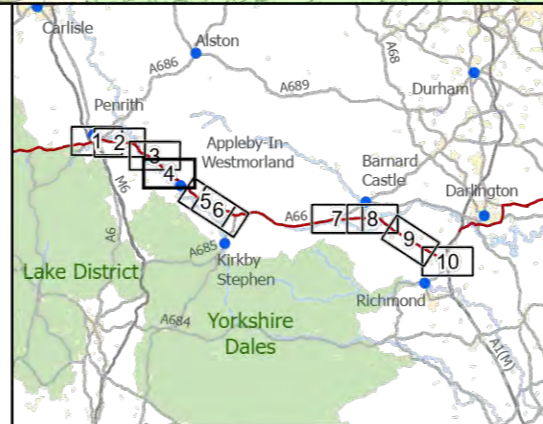 Carlisle
Alston
A686
A689
A68
Durham
Penrith
Appleby-In-
Westmorland
Barnard
Castle
Darlington
1
2
3
4
5
6
7
8
9
10
M6
A66
A6
A685
Kirkby
Stephen
Lake District
Richmond
A684
Yorkshire
Dales
A1(M)